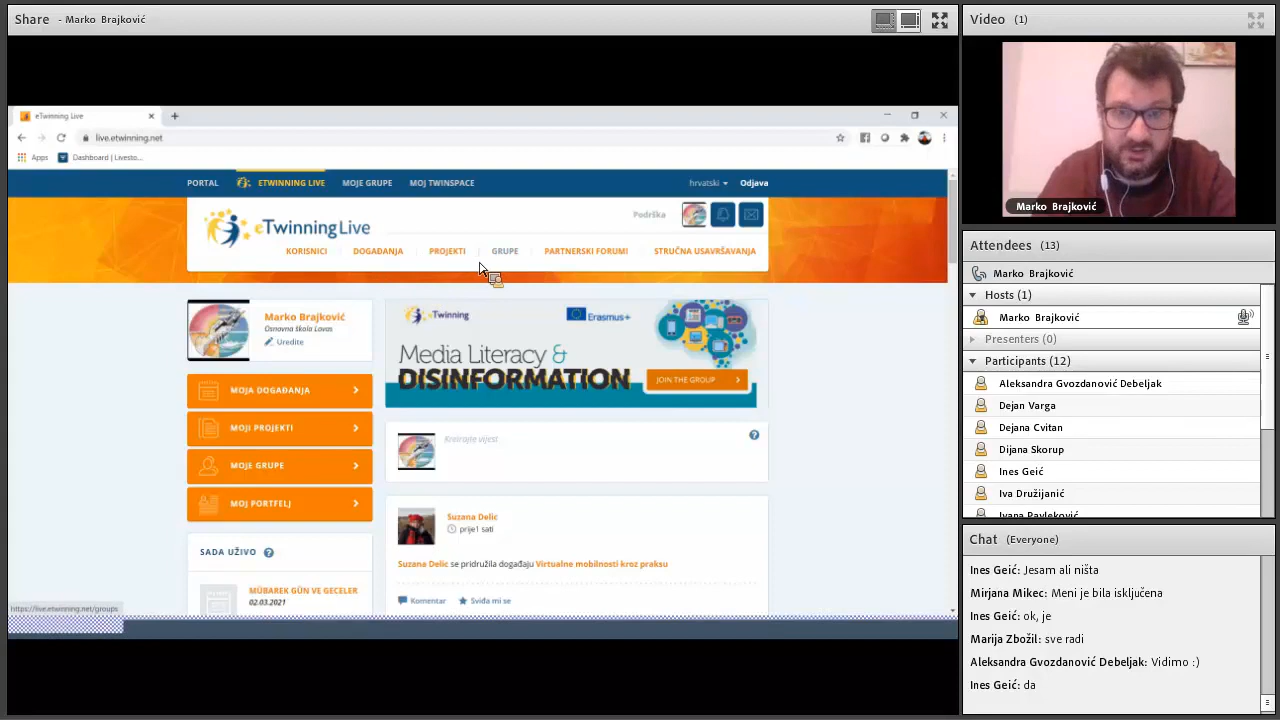 Share - Marko Brajković
eTwinning Live
live.etwinning.net
Apps
Dashboard | Livesto...
PORTAL
ETWINNING LIVE
MOJE GRUPE
MOJ TWINSPACE
hrvatski
Odjava
Podrška
eTwinningLive
KORISNICI
DOGAĐANJA
PROJEKTI
GRUPE
PARTNERSKI FORUMI
STRUČNA USAVRŠAVANJA
Marko Brajković
Osnovna škola Lovas
Uredite
MOJA DOGAĐANJA
MOJI PROJEKTI
MOJE GRUPE
MOJ PORTFELJ
SADA UŽIVO
MÜBAREK GÜN VE GECELER
02.03.2021
eTwinning
Erasmus+
Media Literacy &
DISINFORMATION
JOIN THE GROUP
Kreirajte vijest
Suzana Delic
prije1 sati
Suzana Delic se pridružila događaju Virtualne mobilnosti kroz praksu
Komentar
Sviđa mi se
https://live.etwinning.net/groups
Video (1)
Marko Brajković
Attendees (13)
Marko Brajković
Hosts (1)
Marko Brajković
Presenters (0)
Participants (12)
Aleksandra Gvozdanović Debeljak
Dejan Varga
Dejana Cvitan
Dijana Skorup
Ines Geić
Iva Družijanić
Ivana Pavleković
Chat (Everyone)
Ines Geić: Jesam ali ništa
Mirjana Mikec: Meni je bila isključena
Ines Geić: ok, je
Marija Zbožil: sve radi
Aleksandra Gvozdanović Debeljak: Vidimo :)
Ines Geić: da